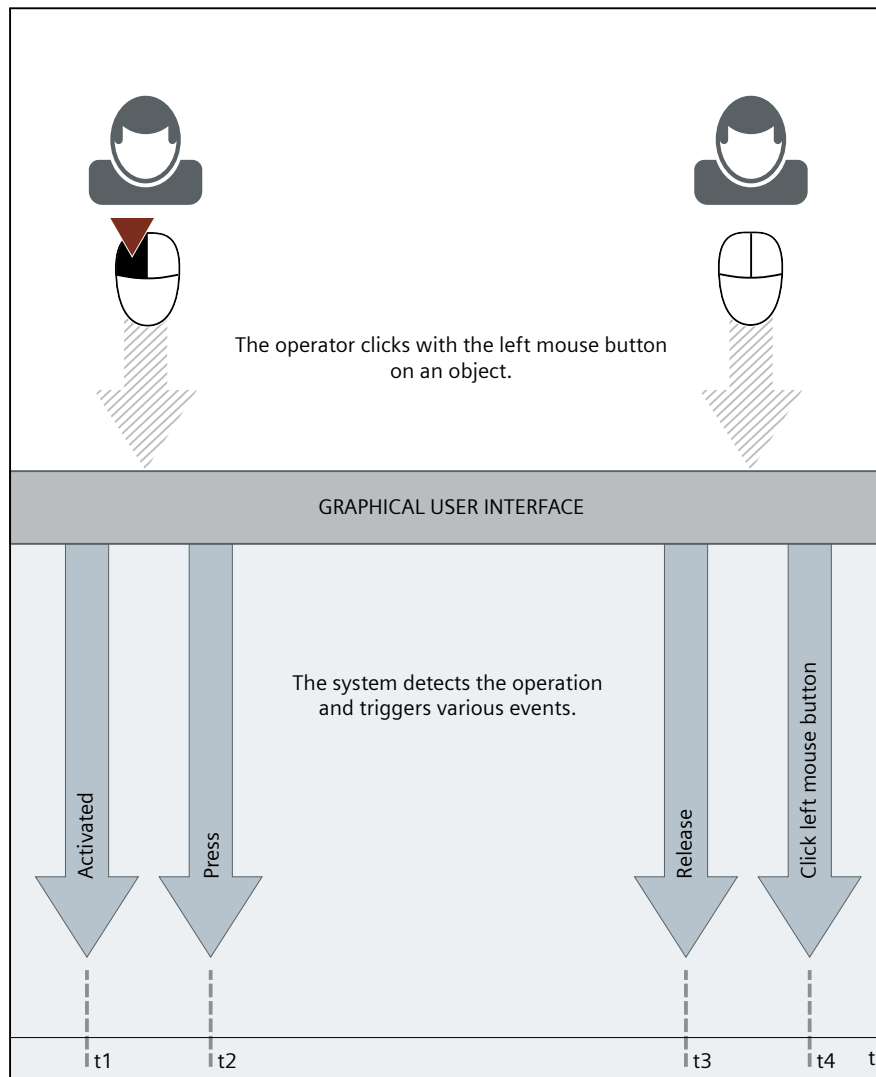 The operator clicks with the left mouse button
on an object.
GRAPHICAL USER INTERFACE
The system detects the operation
and triggers various events.
Activated
Press
Release
Click left mouse button
t1
t2
t3
t4
t